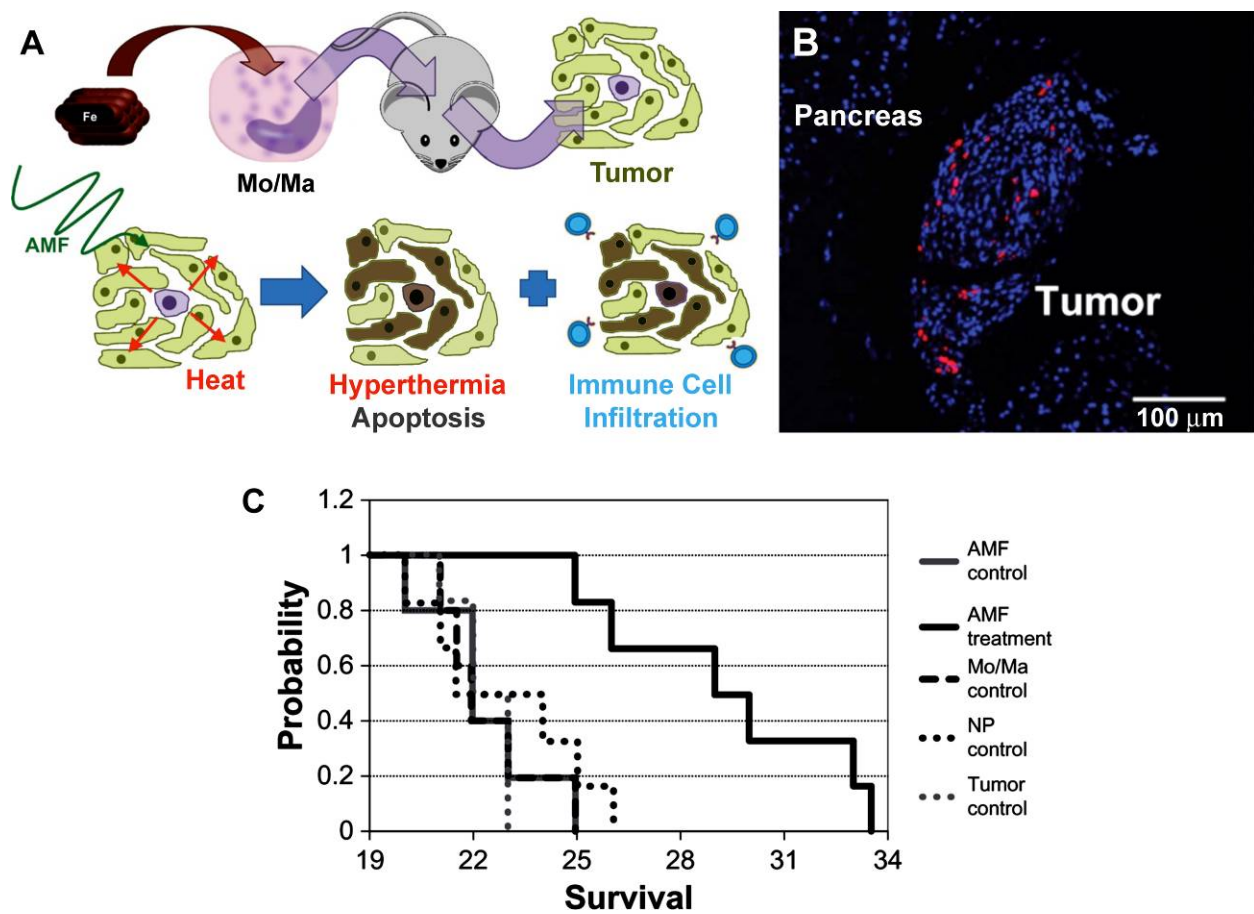 A
Fe
Mo/Ma
Tumor
AMF
Heat
Hyperthermia
Apoptosis
Immune Cell
Infiltration
B
Pancreas
Tumor
100 μm
C
Probability
1.2
1
0.8
0.6
0.4
0.2
0
19
22
25
28
31
34
Survival
AMF
control
AMF
treatment
Mo/Ma
control
NP
control
Tumor
control